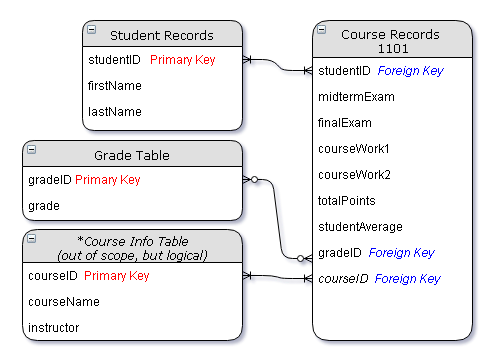 Student Records
studentID Primary Key
firstName
lastName
Grade Table
gradeID Primary Key
grade
*Course Info Table
(out of scope, but logical)
courseID Primary Key
courseName
instructor
Course Records
1101
studentID Foreign Key
midtermExam
finalExam
courseWork1
courseWork2
totalPoints
studentAverage
gradeID Foreign Key
courseID Foreign Key